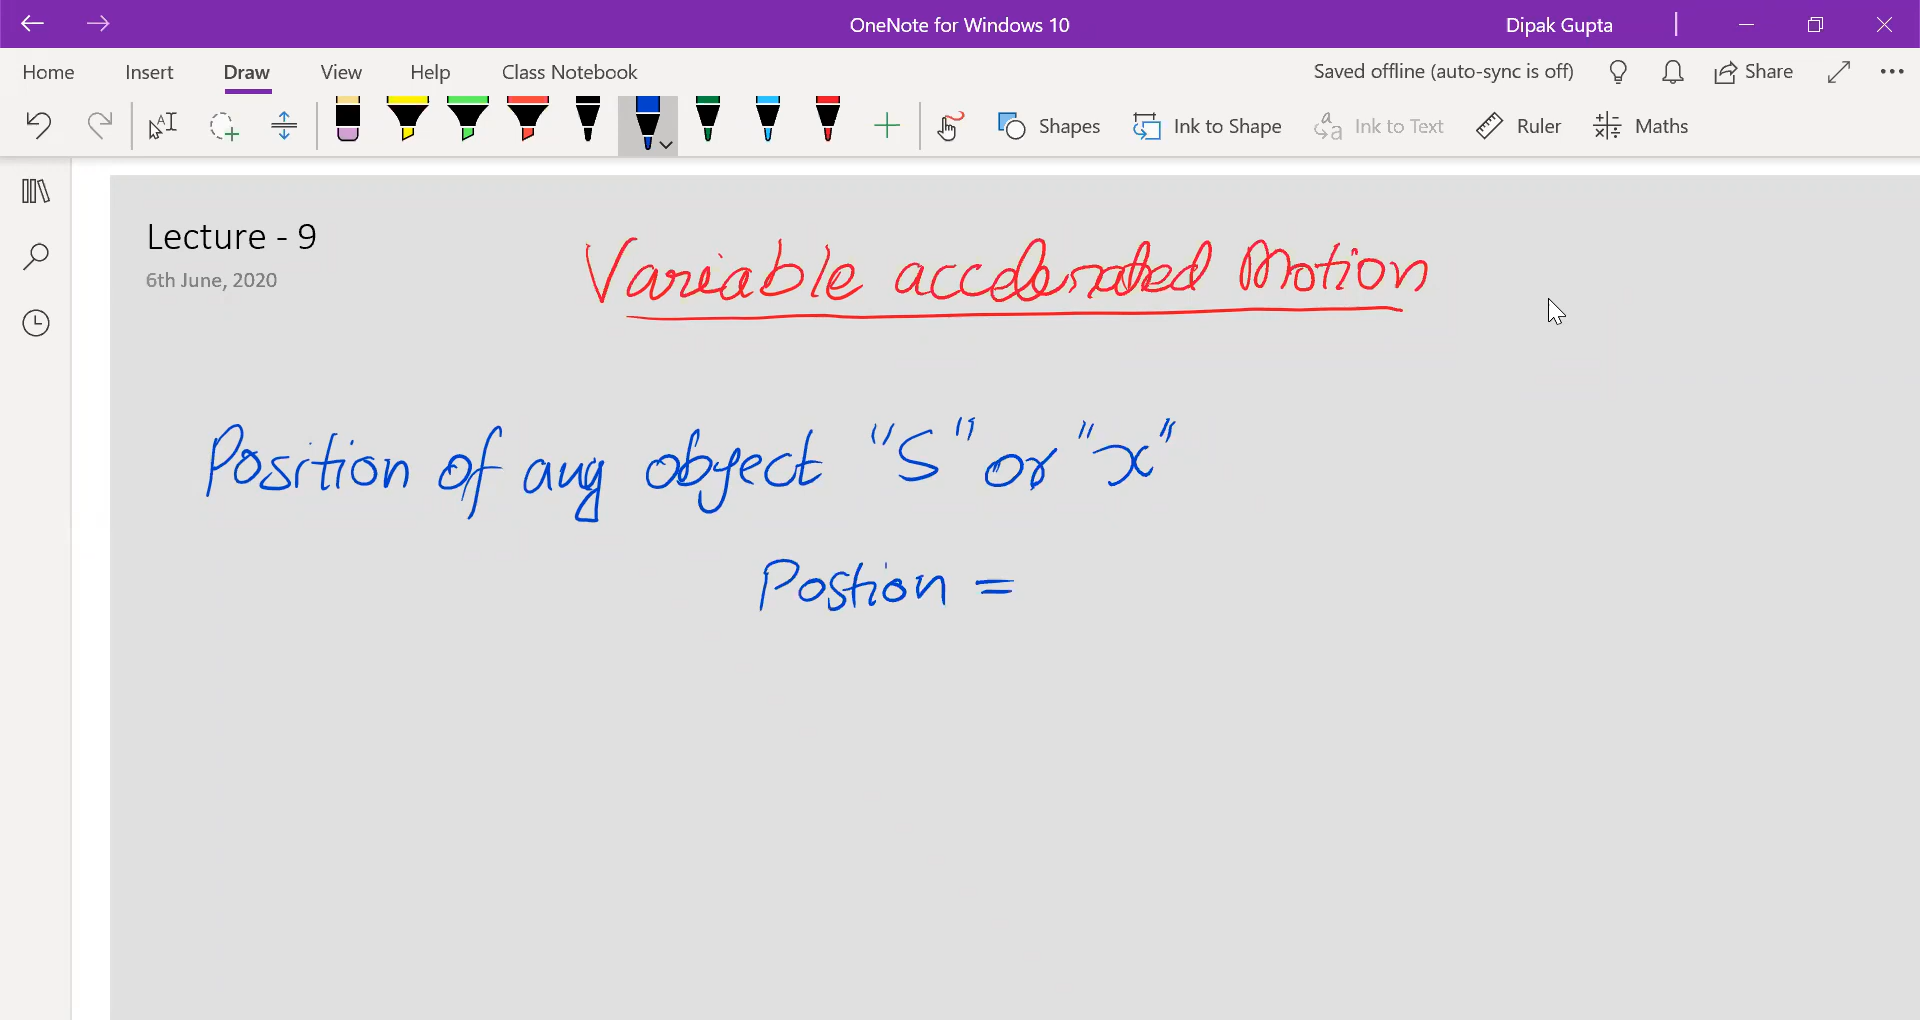 OneNote for Windows 10 Dipak Gupta
Home Insert Draw View Help Class Notebook Saved offline (auto-sync is off) Share
Shapes Ink to Shape Ink to Text Ruler Maths
Lecture - 9
6th June, 2020
Variable accelerated Motion
Position of any object "S" or "x"
Postion =